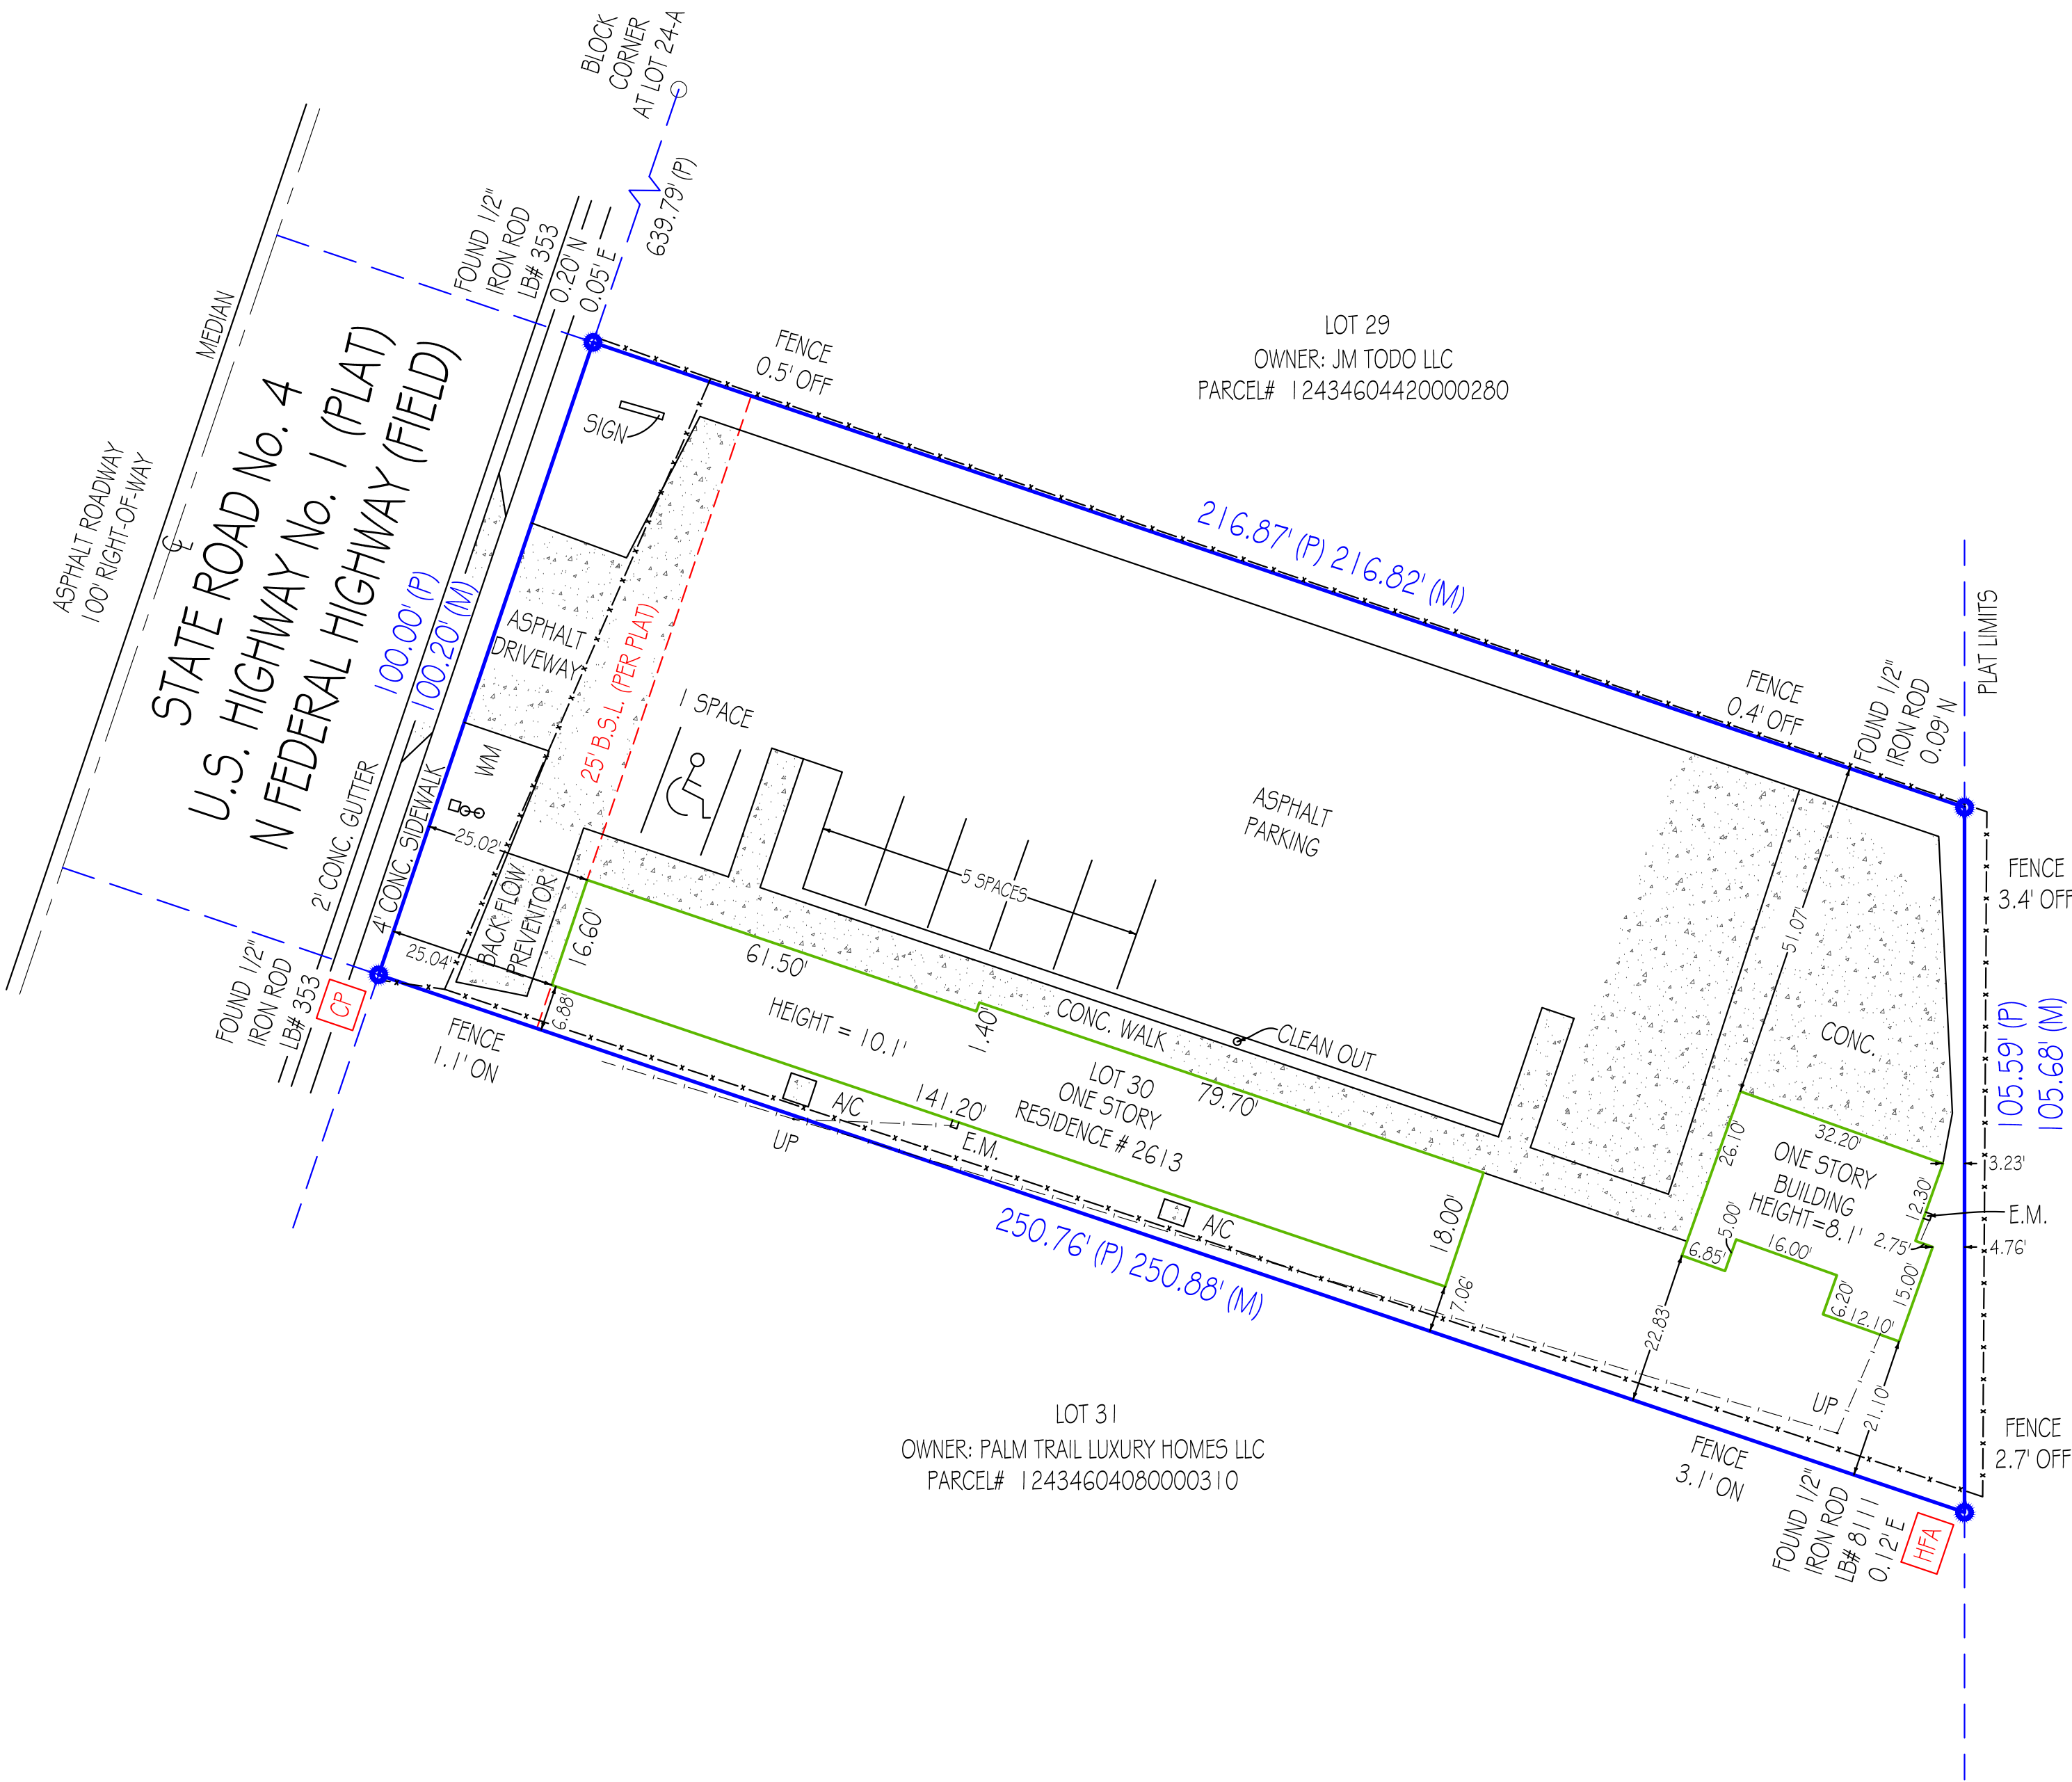 BLOCK
CORNER
AT LOT 24-A
639.79' (P)
FOUND 1/2"
IRON ROD
LB# 353
0.20' N
0.05' E
MEDIAN
ASPHALT ROADWAY
100' RIGHT-OF-WAY
CL
STATE ROAD No. 4
U.S. HIGHWAY No. 1 (PLAT)
N FEDERAL HIGHWAY (FIELD)
100.00' (P)
100.20' (M)
2' CONC. GUTTER
4' CONC. SIDEWALK
FENCE
0.5' OFF
SIGN
LOT 29
OWNER: JM TODO LLC
PARCEL# 12434604420000280
216.87' (P) 216.82' (M)
PLAT LIMITS
ASPHALT
DRIVEWAY
25' B.S.L. (PER PLAT)
1 SPACE
WM
25.02'
BACK FLOW
PREVENTOR
5 SPACES
ASPHALT
PARKING
FENCE
0.4' OFF
FOUND 1/2"
IRON ROD
0.09' N
FENCE
3.4' OFF
51.07'
CONC.
105.59' (P)
105.68' (M)
FOUND 1/2"
IRON ROD
LB# 353
CP
25.04'
16.60'
6.88'
61.50'
HEIGHT = 10.1'
1.40'
CONC. WALK
CLEAN OUT
FENCE
1.1' ON
A/C
141.20'
E.M.
UP
LOT 30
ONE STORY
RESIDENCE # 2613
79.70'
A/C
18.00'
7.06'
250.76' (P) 250.88' (M)
26.10'
32.20'
ONE STORY
BUILDING
HEIGHT=8.1'
3.23'
12.30'
E.M.
2.75'
4.76'
6.85'
5.00'
16.00'
6.20'
12.10'
15.00'
22.83'
21.10'
UP
FENCE
2.7' OFF
FENCE
3.1' ON
FOUND 1/2"
IRON ROD
LB# 8111
0.12' E
HFA
LOT 31
OWNER: PALM TRAIL LUXURY HOMES LLC
PARCEL# 12434604080000310